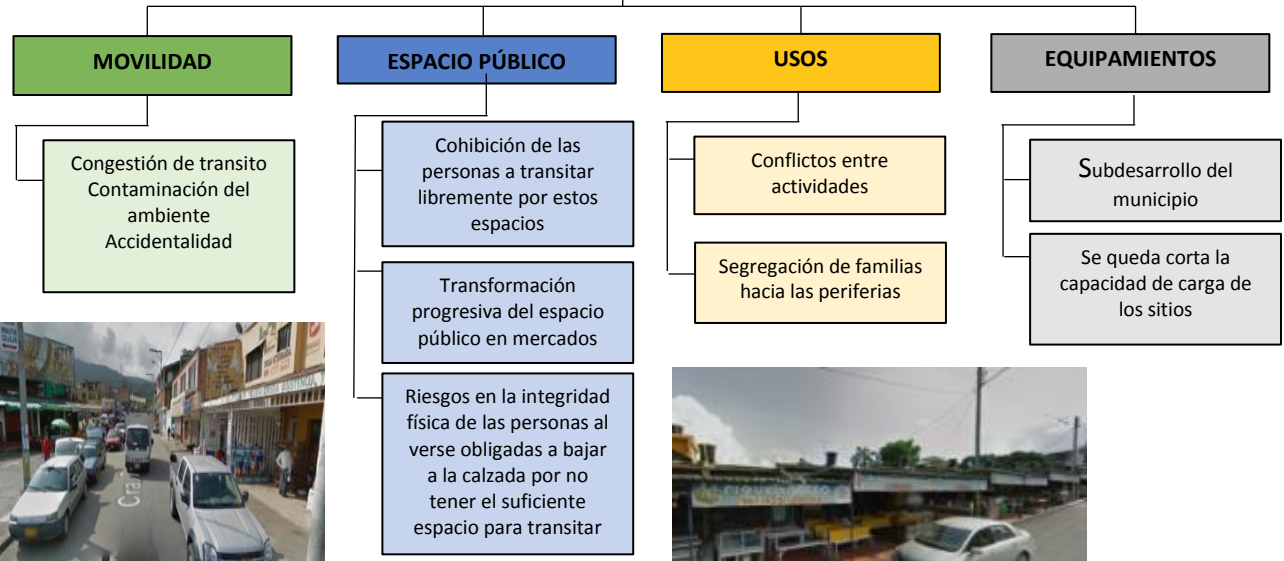 MOVILIDAD
Congestión de transito
Contaminación del
ambiente
Accidentalidad
ESPACIO PÚBLICO
Cohibición de las
personas a transitar
libremente por estos
espacios
Transformación
progresiva del espacio
público en mercados
Riesgos en la integridad
física de las personas al
verse obligadas a bajar
a la calzada por no
tener el suficiente
espacio para transitar
USOS
Conflictos entre
actividades
Segregación de familias
hacia las periferias
EQUIPAMIENTOS
Subdesarrollo del
municipio
Se queda corta la
capacidad de carga de
los sitios